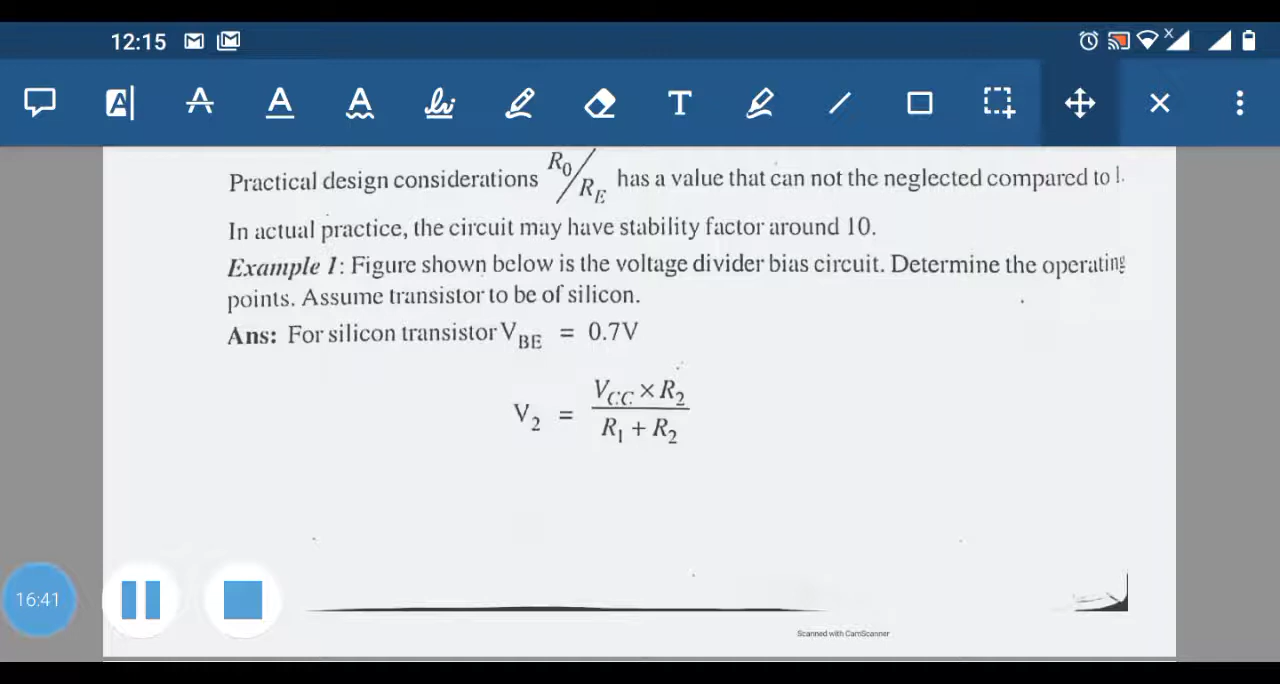 12:15
A A A A T
Practical design considerations R₀/R_E has a value that can not the neglected compared to 1.
In actual practice, the circuit may have stability factor around 10.
Example 1: Figure shown below is the voltage divider bias circuit. Determine the operating
points. Assume transistor to be of silicon.
Ans: For silicon transistor V_BE = 0.7V
V₂ = (V_CC × R₂) / (R₁ + R₂)
16:41
Scanned with CamScanner